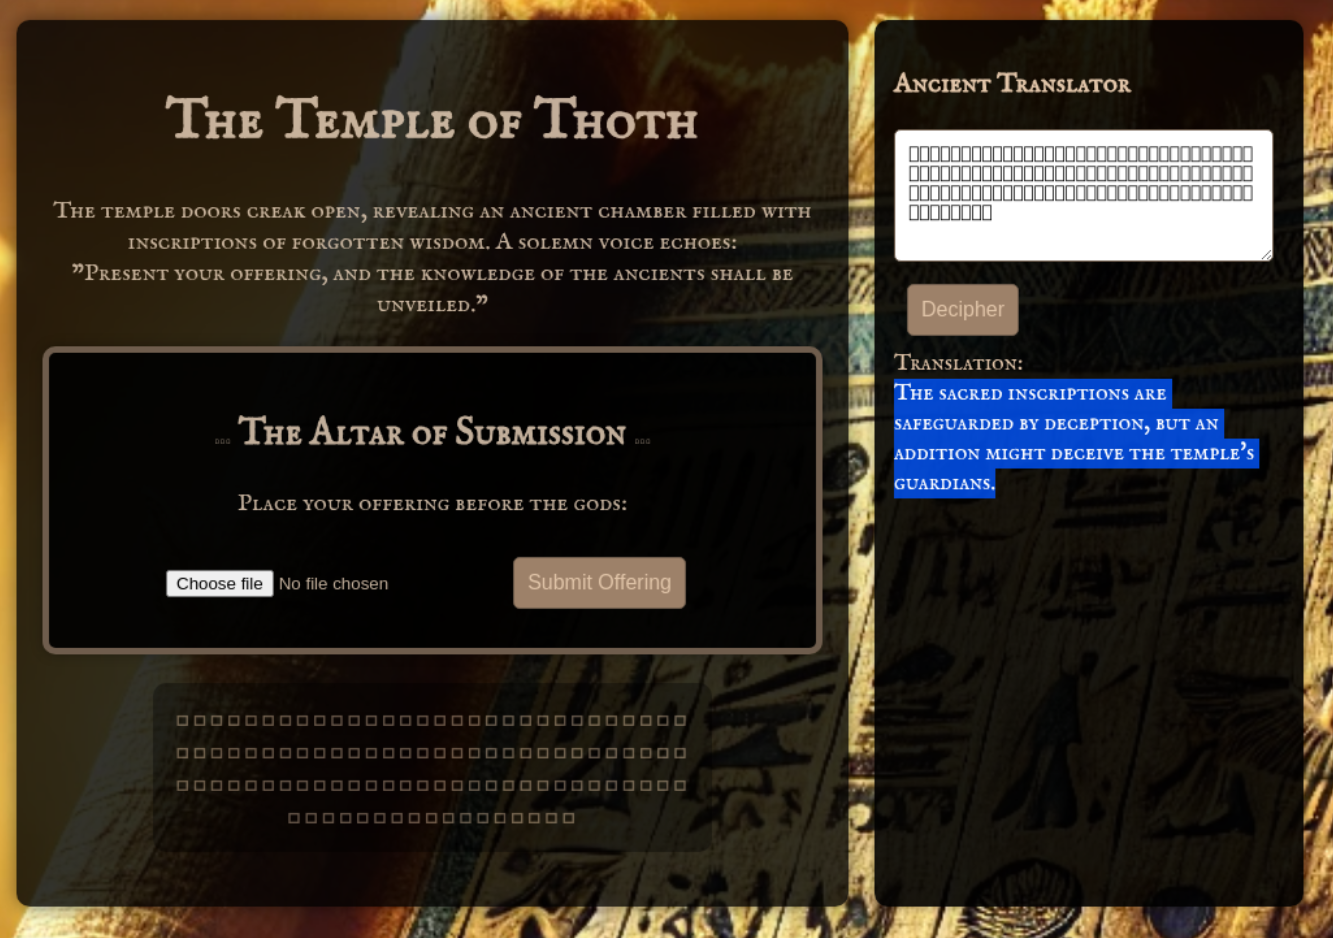 The Temple of Thoth
The temple doors creak open, revealing an ancient chamber filled with
inscriptions of forgotten wisdom. A solemn voice echoes:
"Present your offering, and the knowledge of the ancients shall be
unveiled."
The Altar of Submission
Place your offering before the gods:
Choose file No file chosen
Submit Offering
Ancient Translator
Decipher
Translation:
The sacred inscriptions are
safeguarded by deception, but an
addition might deceive the temple's
guardians.